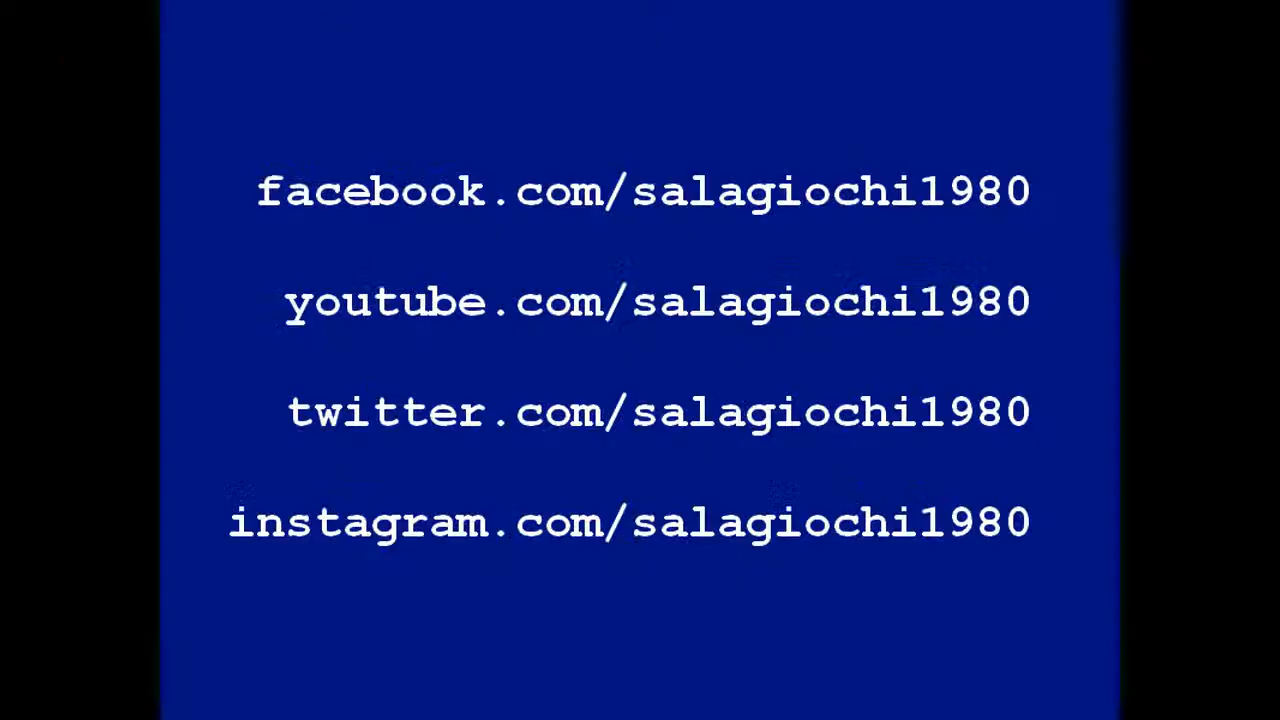 facebook.com/salagiochi1980
youtube.com/salagiochi1980
twitter.com/salagiochi1980
instagram.com/salagiochi1980